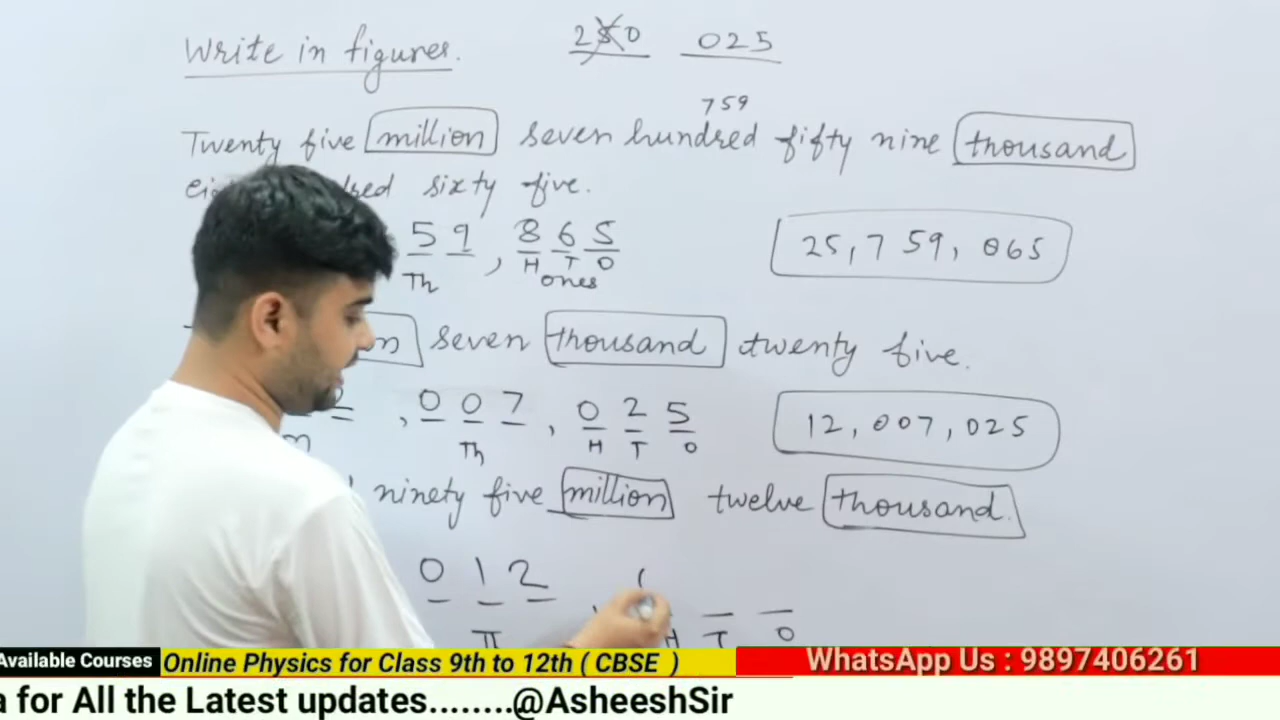 Write in figures. 250 025
759
Twenty five million seven hundred fifty nine thousand
sixty five.
5 9 , 8 6 5 25,759,065
Th H T O
ones
seven thousand twenty five.
, 0 0 7 , 0 2 5 12,007,025
Th H T O
ninety five million twelve thousand.
0 1 2 ,
H T O
Available Courses Online Physics for Class 9th to 12th ( CBSE ) WhatsApp Us : 9897406261
for All the Latest updates........@AsheeshSir